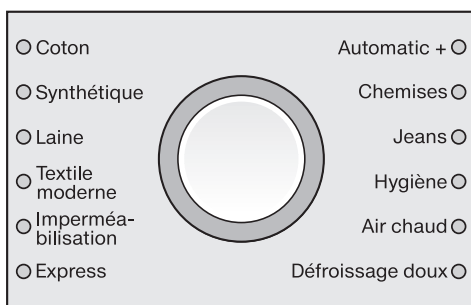 Coton
Synthétique
Laine
Textile
moderne
Imperméa-
bilisation
Express
Automatic +
Chemises
Jeans
Hygiène
Air chaud
Défroissage doux